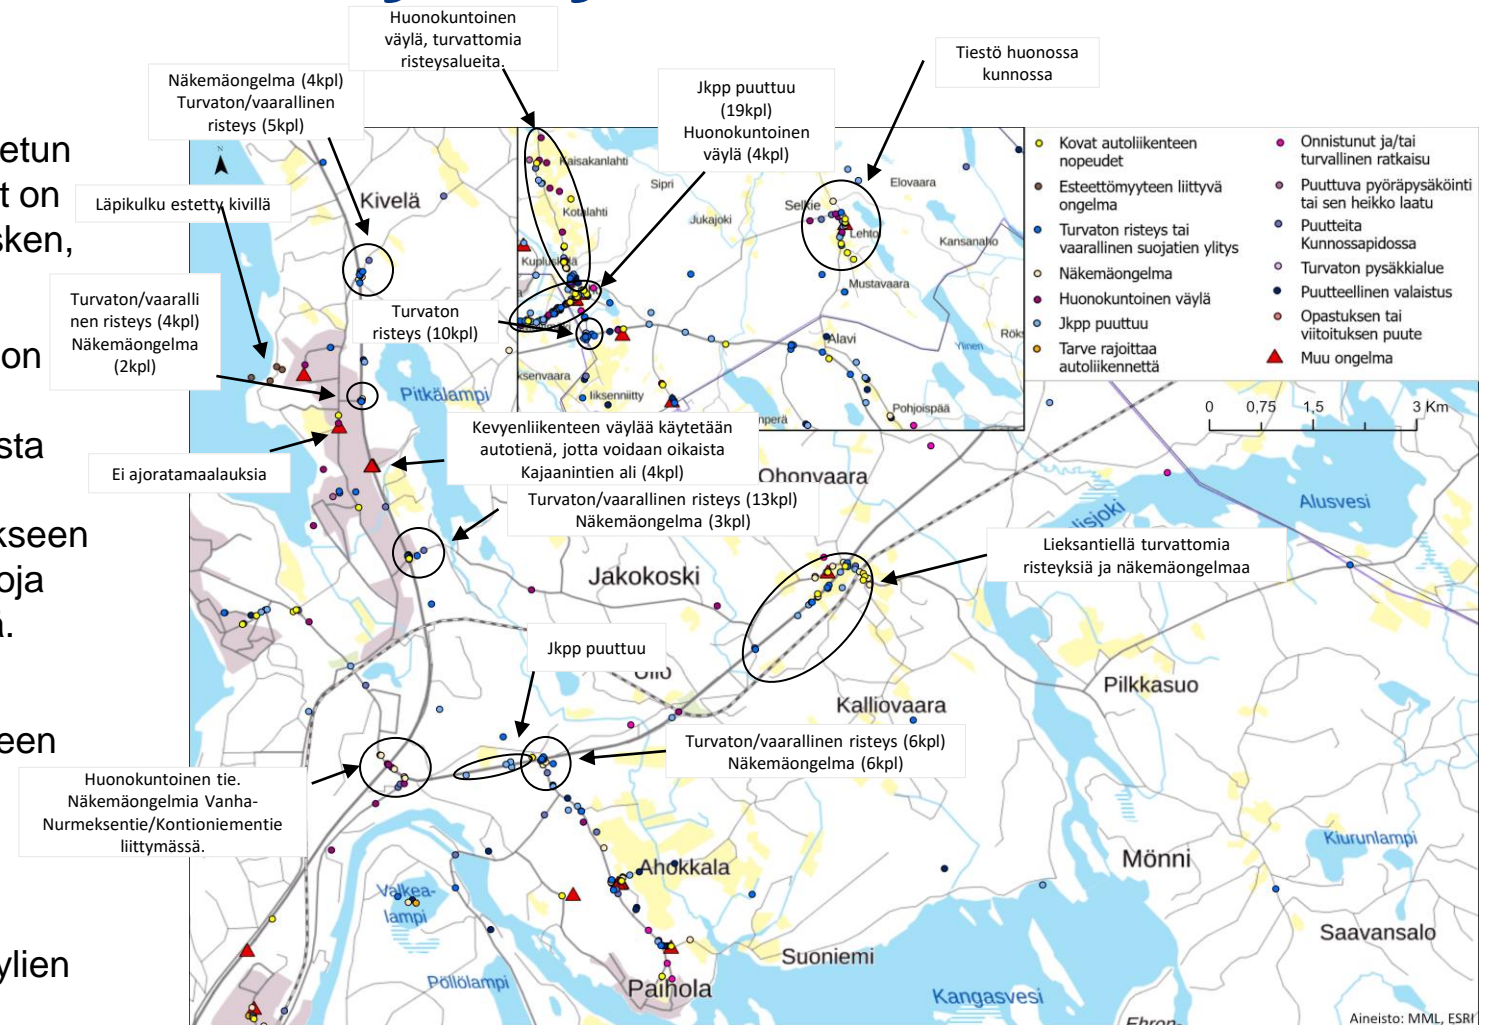 Huonokuntoinen
väylä, turvattomia
risteysalueita.
Tiestö huonossa
kunnossa
Näkemäongelma (4kpl)
Turvaton/vaarallinen
risteys (5kpl)
Jkpp puuttuu
(19kpl)
Huonokuntoinen
väylä (4kpl)
etun
t on
sken,
on
sta
kseen
oja
een
ylien
Läpikulku estetty kivillä
Turvaton/vaaralli
nen risteys (4kpl)
Näkemäongelma
(2kpl)
Turvaton
risteys (10kpl)
Ei ajoratamaalauksia
Kevyenliikenteen väylää käytetään
autotienä, jotta voidaan oikaista
Kajaanintien ali (4kpl)
Turvaton/vaarallinen risteys (13kpl)
Näkemäongelma (3kpl)
Lieksantiellä turvattomia
risteyksiä ja näkemäongelmaa
Jkpp puuttuu
Turvaton/vaarallinen risteys (6kpl)
Näkemäongelma (6kpl)
Huonokuntoinen tie.
Näkemäongelmia Vanha-
Nurmeksentie/Kontioniementie
liittymässä.
Kovat autoliikenteen
nopeudet
Esteettömyyteen liittyvä
ongelma
Turvaton risteys tai
vaarallinen suojatien ylitys
Näkemäongelma
Huonokuntoinen väylä
Jkpp puuttuu
Tarve rajoittaa
autoliikennettä
Onnistunut ja/tai
turvallinen ratkaisu
Puuttuva pyöräpysäköinti
tai sen heikko laatu
Puutteita
Kunnossapidossa
Turvaton pysäkkialue
Puutteellinen valaistus
Opastuksen tai
viitoituksen puute
Muu ongelma
0 0,75 1,5 3 Km
Kivelä
Kaisakanlahti
Sipri
Kotalahti
Jukajoki
Selkie
Elovaara
Lehto
Kansanaho
Mustavaara
Alavi
Ylinen
Rök
ksenvaara
Iiksenniitty
nperä
Pohjoispää
Pitkälampi
Ohonvaara
Alusvesi
lisjoki
Jakokoski
Kalliovaara
Pilkkasuo
Ahokkala
Mönni
Kiurunlampi
Valkea-
lampi
Saavansalo
Suoniemi
Pöllölampi
Paihola
Kangasvesi
Aineisto: MML, ESRI